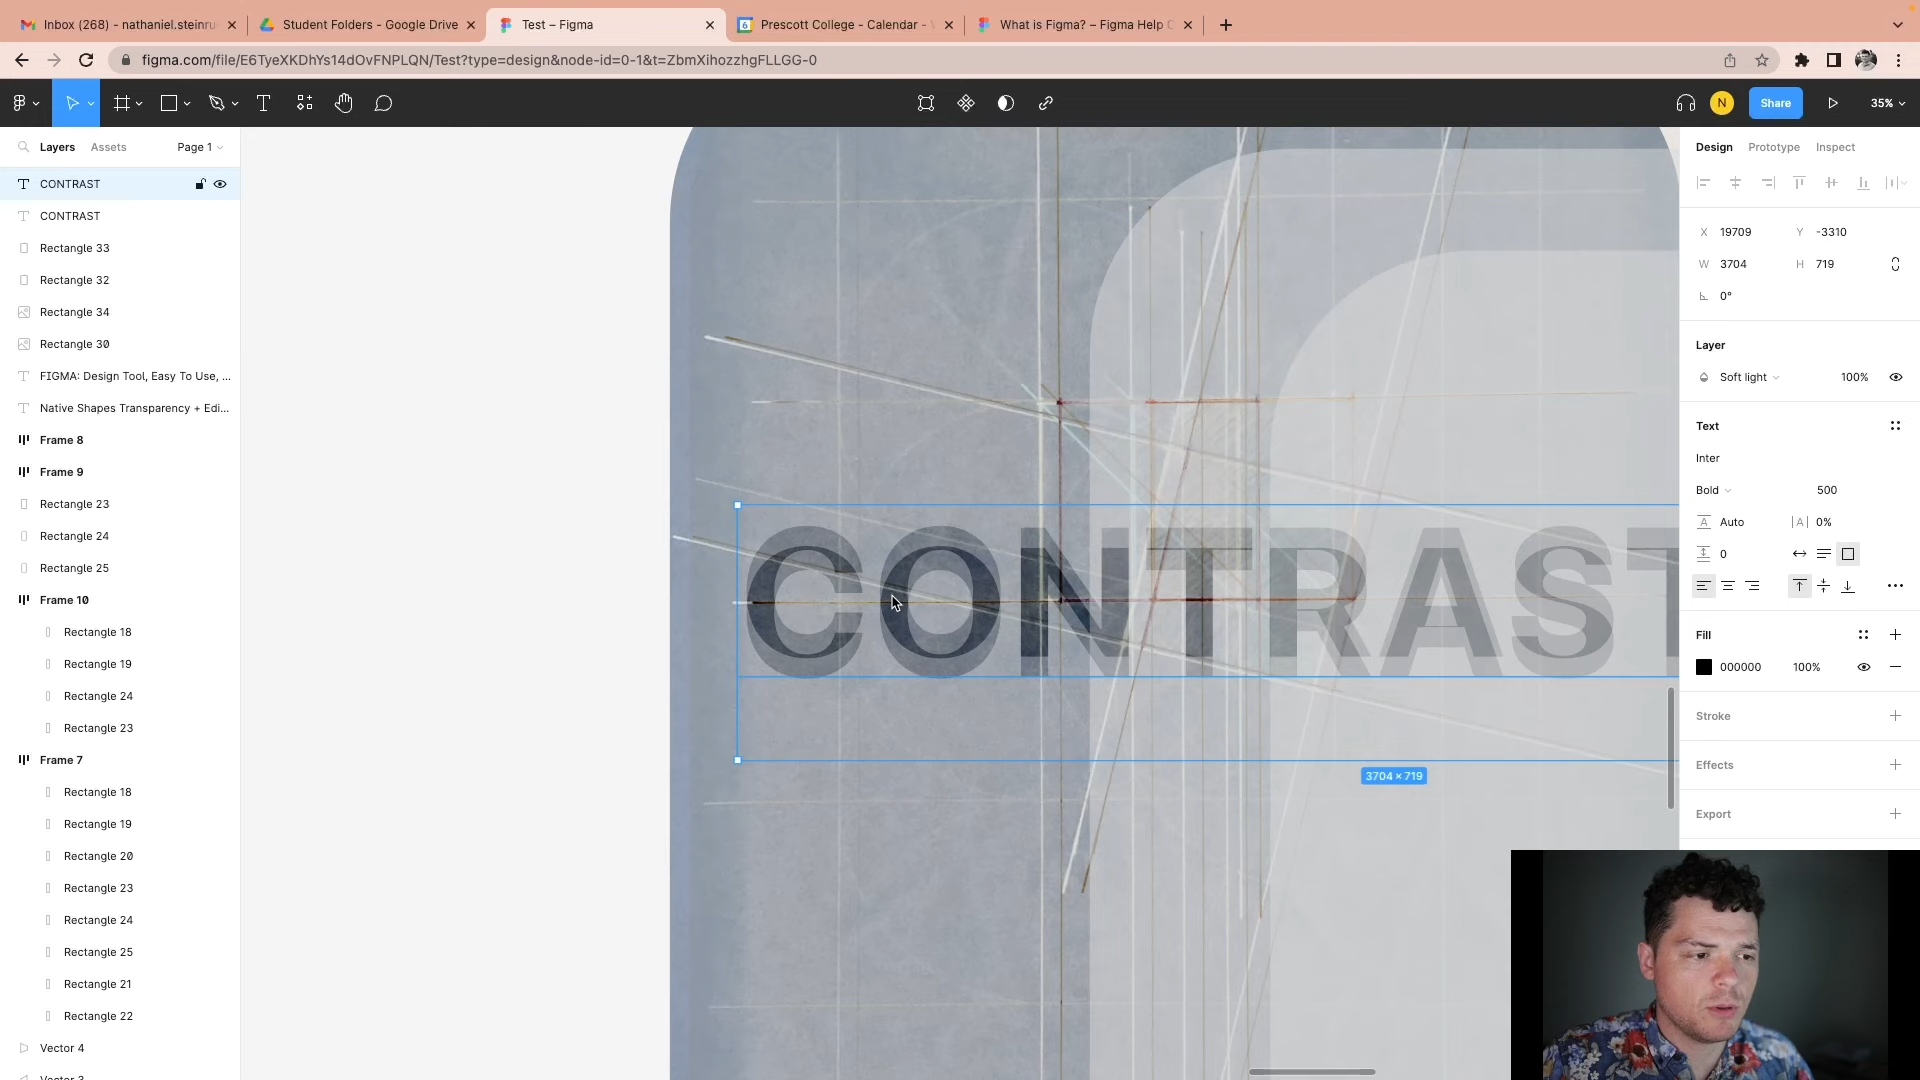 Inbox (268) - nathaniel.steinru
Student Folders - Google Drive
Test – Figma
Prescott College - Calendar -
What is Figma? – Figma Help C
figma.com/file/E6TyeXKDhYs14dOvFNPLQN/Test?type=design&node-id=0-1&t=ZbmXihozzhgFLLGG-0
N
Share
35%
Layers
Assets
Page 1
CONTRAST
CONTRAST
Rectangle 33
Rectangle 32
Rectangle 34
Rectangle 30
FIGMA: Design Tool, Easy To Use, ...
Native Shapes Transparency + Edi...
Frame 8
Frame 9
Rectangle 23
Rectangle 24
Rectangle 25
Frame 10
Rectangle 18
Rectangle 19
Rectangle 24
Rectangle 23
Frame 7
Rectangle 18
Rectangle 19
Rectangle 20
Rectangle 23
Rectangle 24
Rectangle 25
Rectangle 21
Rectangle 22
Vector 4
CONTRAST
3704 × 719
Design
Prototype
Inspect
X 19709 Y -3310
W 3704 H 719
0°
Layer
Soft light 100%
Text
Inter
Bold 500
Auto |A| 0%
0
Fill
000000 100%
Stroke
Effects
Export